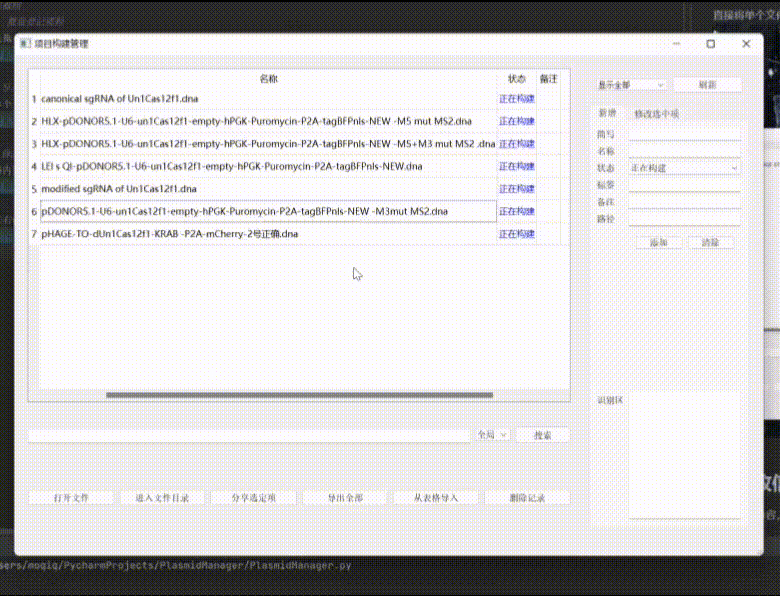 直接将单个文
项目构建管理
名称 状态 备注
1 canonical sgRNA of Un1Cas12f1.dna 正在构建
2 HLX-pDONOR5.1-U6-un1Cas12f1-empty-hPGK-Puromycin-P2A-tagBFPnls-NEW -M5 mut MS2.dna 正在构建
3 HLX-pDONOR5.1-U6-un1Cas12f1-empty-hPGK-Puromycin-P2A-tagBFPnls-NEW -M5+M3 mut MS2 .dna 正在构建
4 LEI s QI-pDONOR5.1-U6-un1Cas12f1-empty-hPGK-Puromycin-P2A-tagBFPnls-NEW.dna 正在构建
5 modified sgRNA of Un1Cas12f1.dna 正在构建
6 pDONOR5.1-U6-un1Cas12f1-empty-hPGK-Puromycin-P2A-tagBFPnls-NEW -M3mut MS2.dna 正在构建
7 pHAGE-TO-dUn1Cas12f1-KRAB -P2A-mCherry-2号正确.dna 正在构建
显示全部 刷新
新增 修改选中项
简写
名称
状态 正在构建
标签
备注
路径
添加 清除
识别区
全局 搜索
打开文件 进入文件目录 分享选定项 导出全部 从表格导入 删除记录
sers/moqiq/PycharmProjects/PlasmidManager/PlasmidManager.py